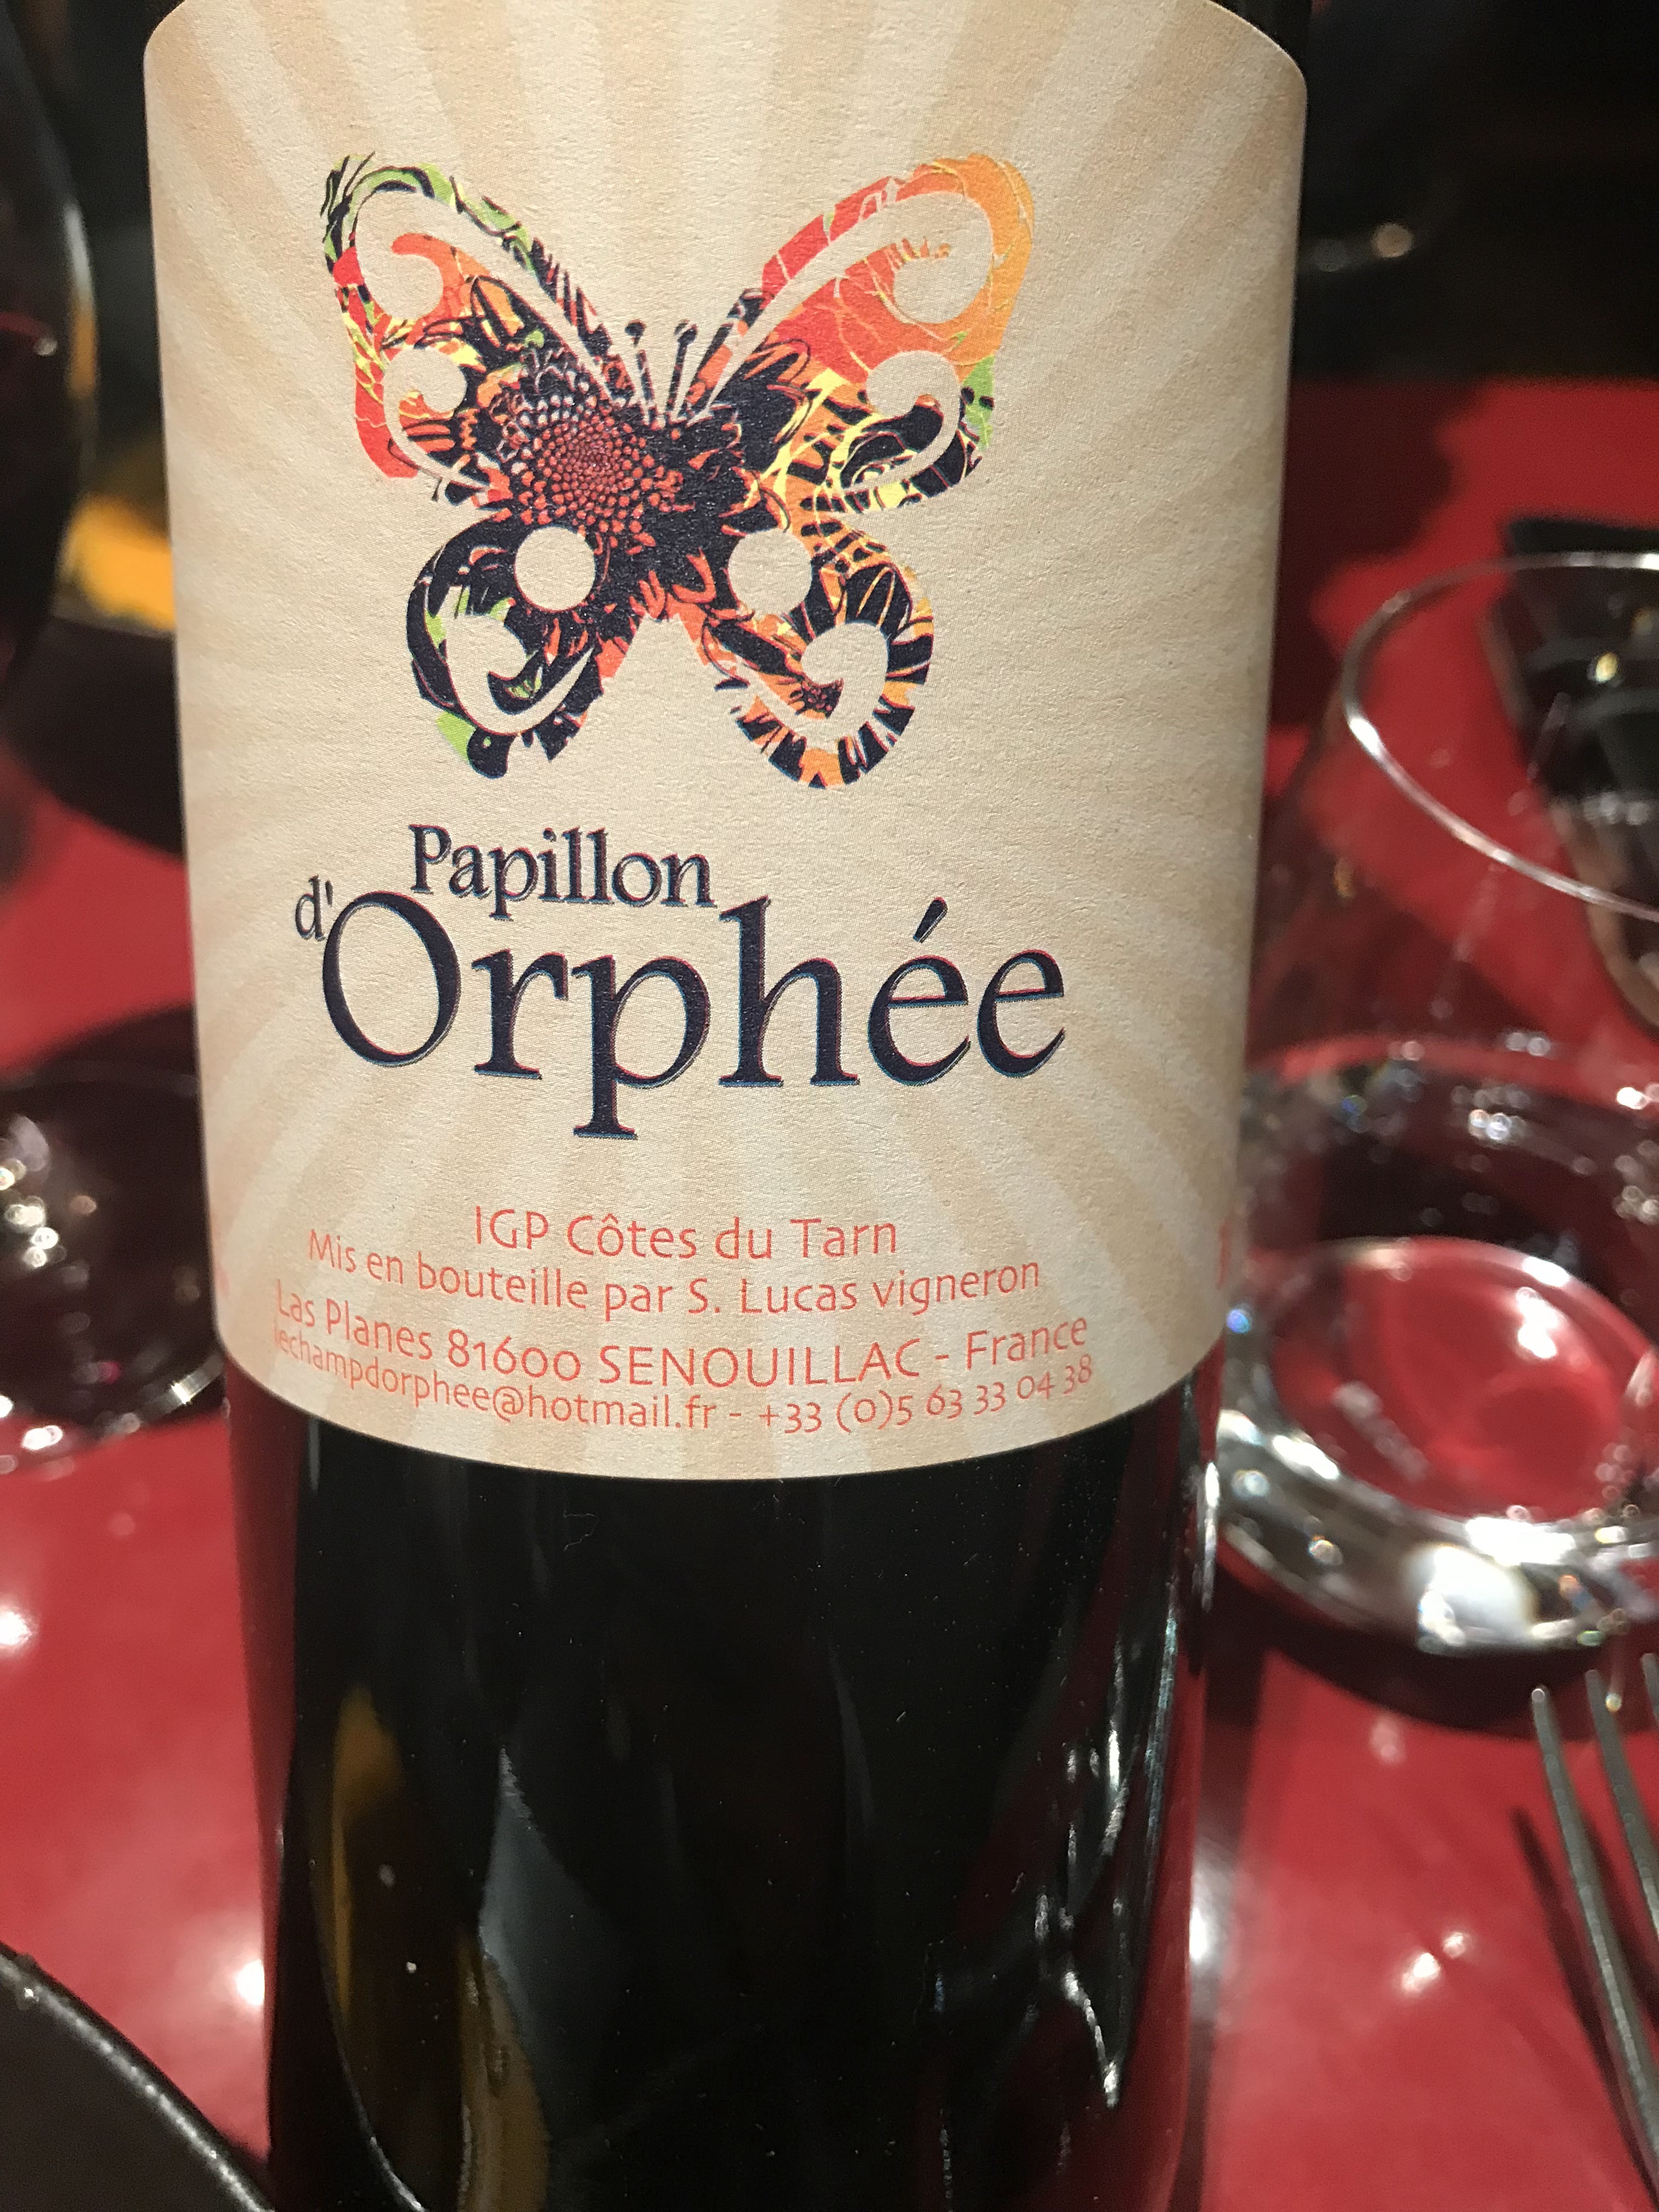 Papillon
d'Orphée
IGP Côtes du Tarn
Mis en bouteille par S. Lucas vigneron
Las Planes 81600 SENOUILLAC - France
lechampdorphee@hotmail.fr - +33 (0)5 63 33 04 38